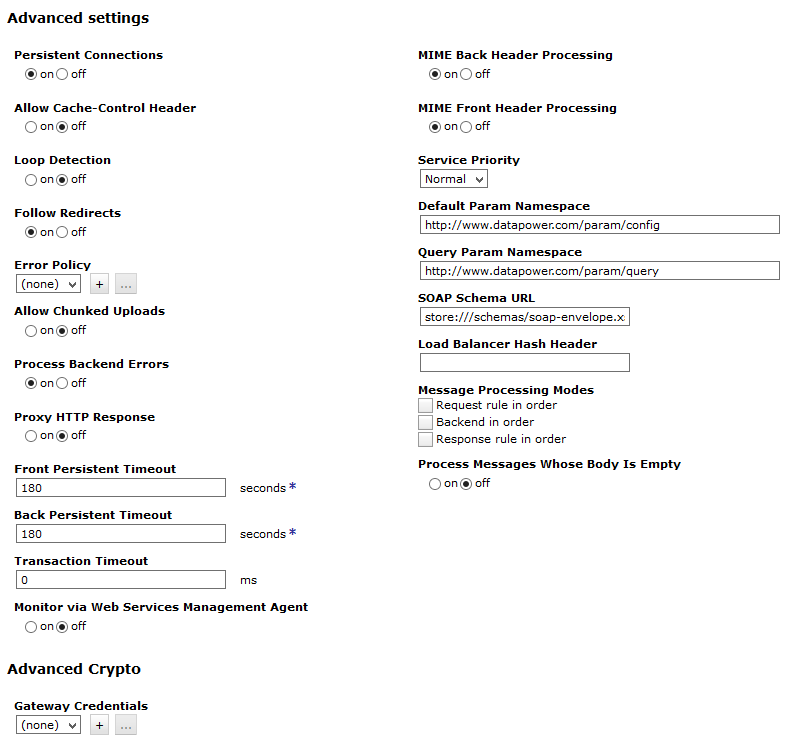 Advanced settings
Persistent Connections
on off
Allow Cache-Control Header
on off
Loop Detection
on off
Follow Redirects
on off
Error Policy
(none) + ...
Allow Chunked Uploads
on off
Process Backend Errors
on off
Proxy HTTP Response
on off
Front Persistent Timeout
180 seconds *
Back Persistent Timeout
180 seconds *
Transaction Timeout
0 ms
Monitor via Web Services Management Agent
on off
MIME Back Header Processing
on off
MIME Front Header Processing
on off
Service Priority
Normal
Default Param Namespace
http://www.datapower.com/param/config
Query Param Namespace
http://www.datapower.com/param/query
SOAP Schema URL
store:///schemas/soap-envelope.x
Load Balancer Hash Header
Message Processing Modes
Request rule in order
Backend in order
Response rule in order
Process Messages Whose Body Is Empty
on off
Advanced Crypto
Gateway Credentials
(none) + ...